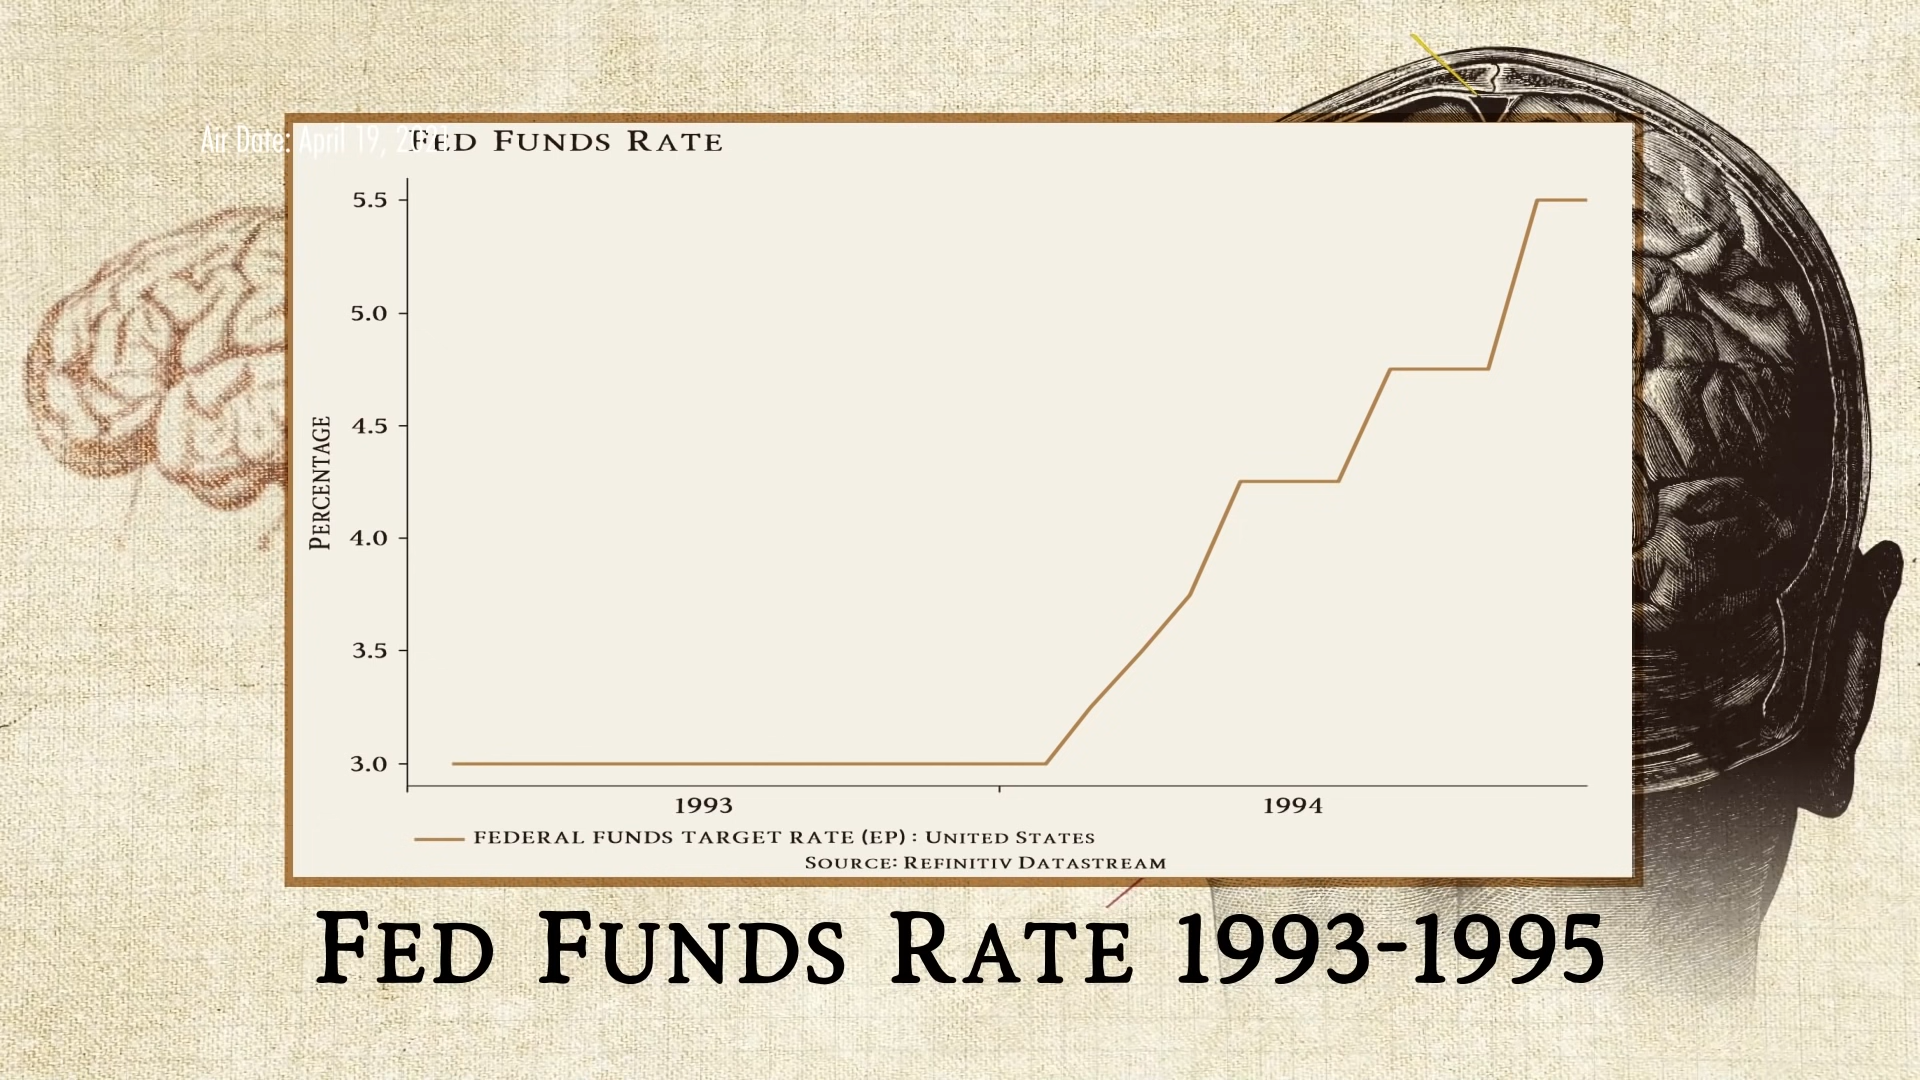 Air Date: April 19,
Fed Funds Rate
5.5
5.0
4.5
4.0
3.5
3.0
Percentage
1993 1994
FEDERAL FUNDS TARGET RATE (EP) : United States
Source: Refinitiv Datastream
Fed Funds Rate 1993-1995